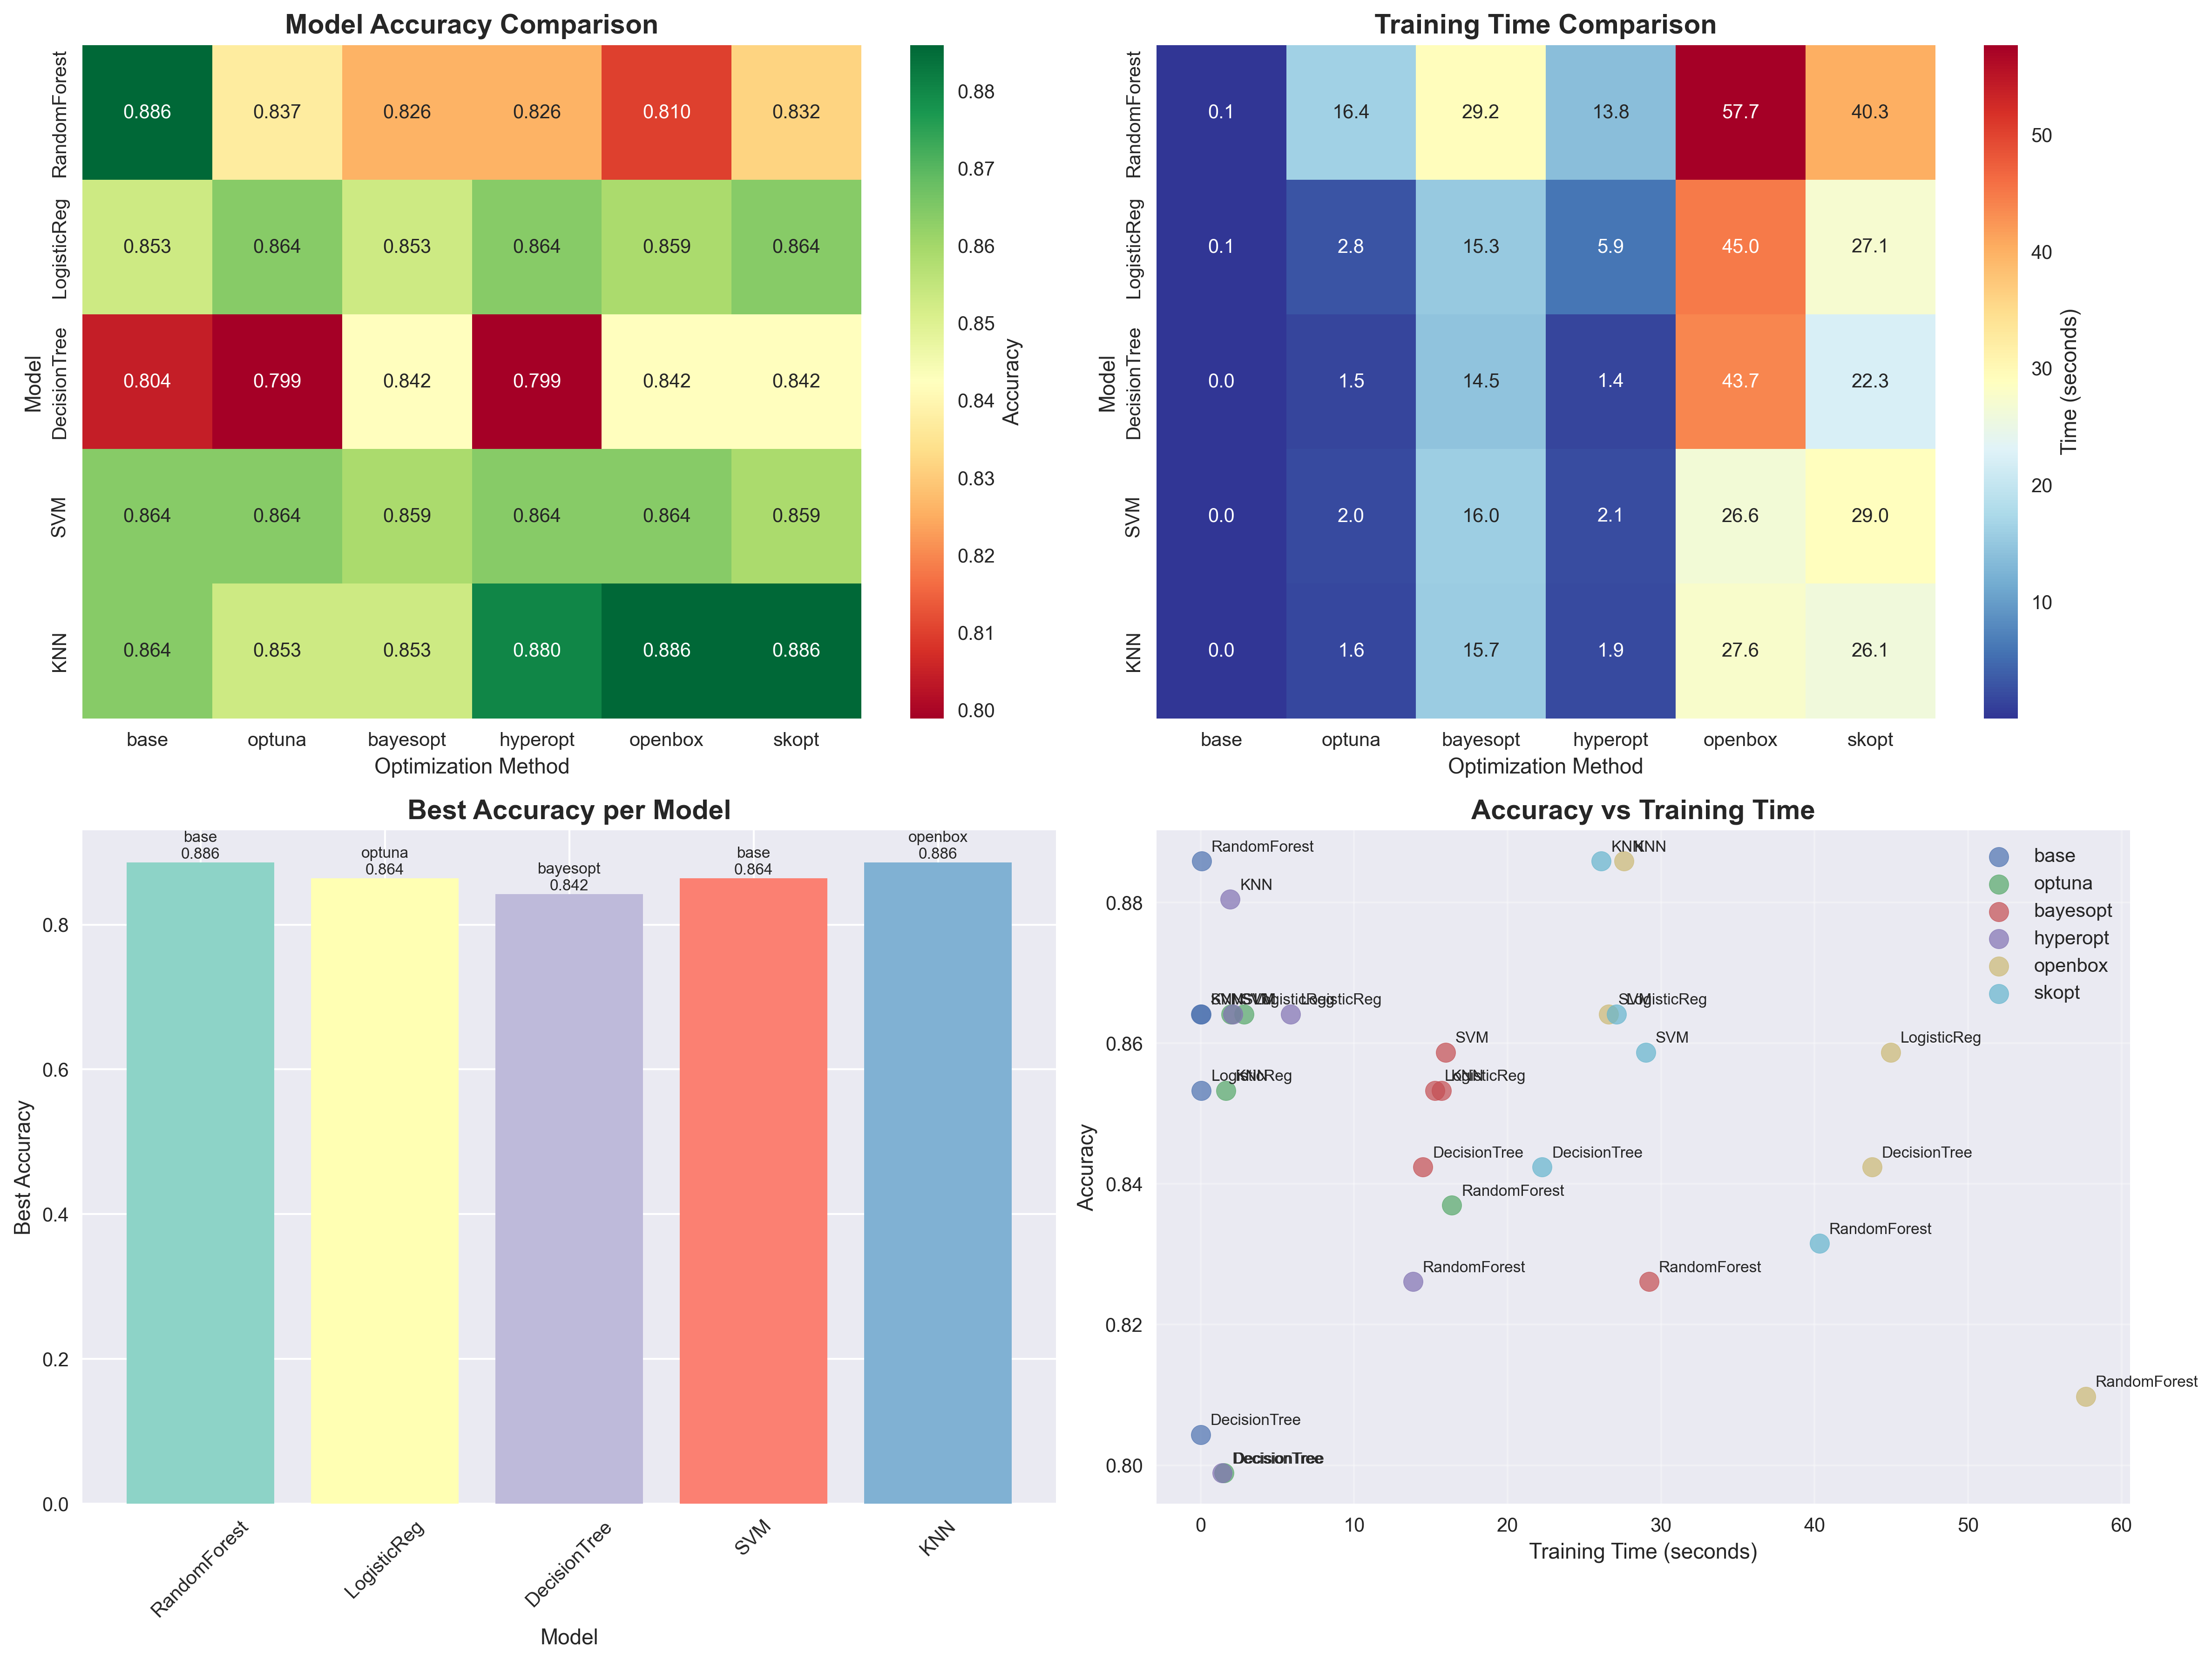 Model Accuracy Comparison
RandomForest
0.886 0.837 0.826 0.826 0.810 0.832
LogisticReg
0.853 0.864 0.853 0.864 0.859 0.864
DecisionTree
0.804 0.799 0.842 0.799 0.842 0.842
SVM
0.864 0.864 0.859 0.864 0.864 0.859
KNN
0.864 0.853 0.853 0.880 0.886 0.886
Model
base optuna bayesopt hyperopt openbox skopt
Optimization Method
0.88
0.87
0.86
0.85
0.84
0.83
0.82
0.81
0.80
Accuracy
Training Time Comparison
RandomForest
0.1 16.4 29.2 13.8 57.7 40.3
LogisticReg
0.1 2.8 15.3 5.9 45.0 27.1
DecisionTree
0.0 1.5 14.5 1.4 43.7 22.3
SVM
0.0 2.0 16.0 2.1 26.6 29.0
KNN
0.0 1.6 15.7 1.9 27.6 26.1
Model
base optuna bayesopt hyperopt openbox skopt
Optimization Method
50
40
30
20
10
Time (seconds)
Best Accuracy per Model
base
0.886
optuna
0.864
bayesopt
0.842
base
0.864
openbox
0.886
0.8
0.6
0.4
0.2
0.0
Best Accuracy
RandomForest LogisticReg DecisionTree SVM KNN
Model
Accuracy vs Training Time
RandomForest
KNN
KNN
KNN
SVM
LogisticReg
SVM
LogisticReg
SVM
SVM
LogisticReg
LogisticReg
KNN
KNN
LogisticReg
DecisionTree
DecisionTree
DecisionTree
RandomForest
RandomForest
RandomForest
RandomForest
RandomForest
DecisionTree
DecisionTree
base
optuna
bayesopt
hyperopt
openbox
skopt
0.88
0.86
0.84
0.82
0.80
Accuracy
0 10 20 30 40 50 60
Training Time (seconds)